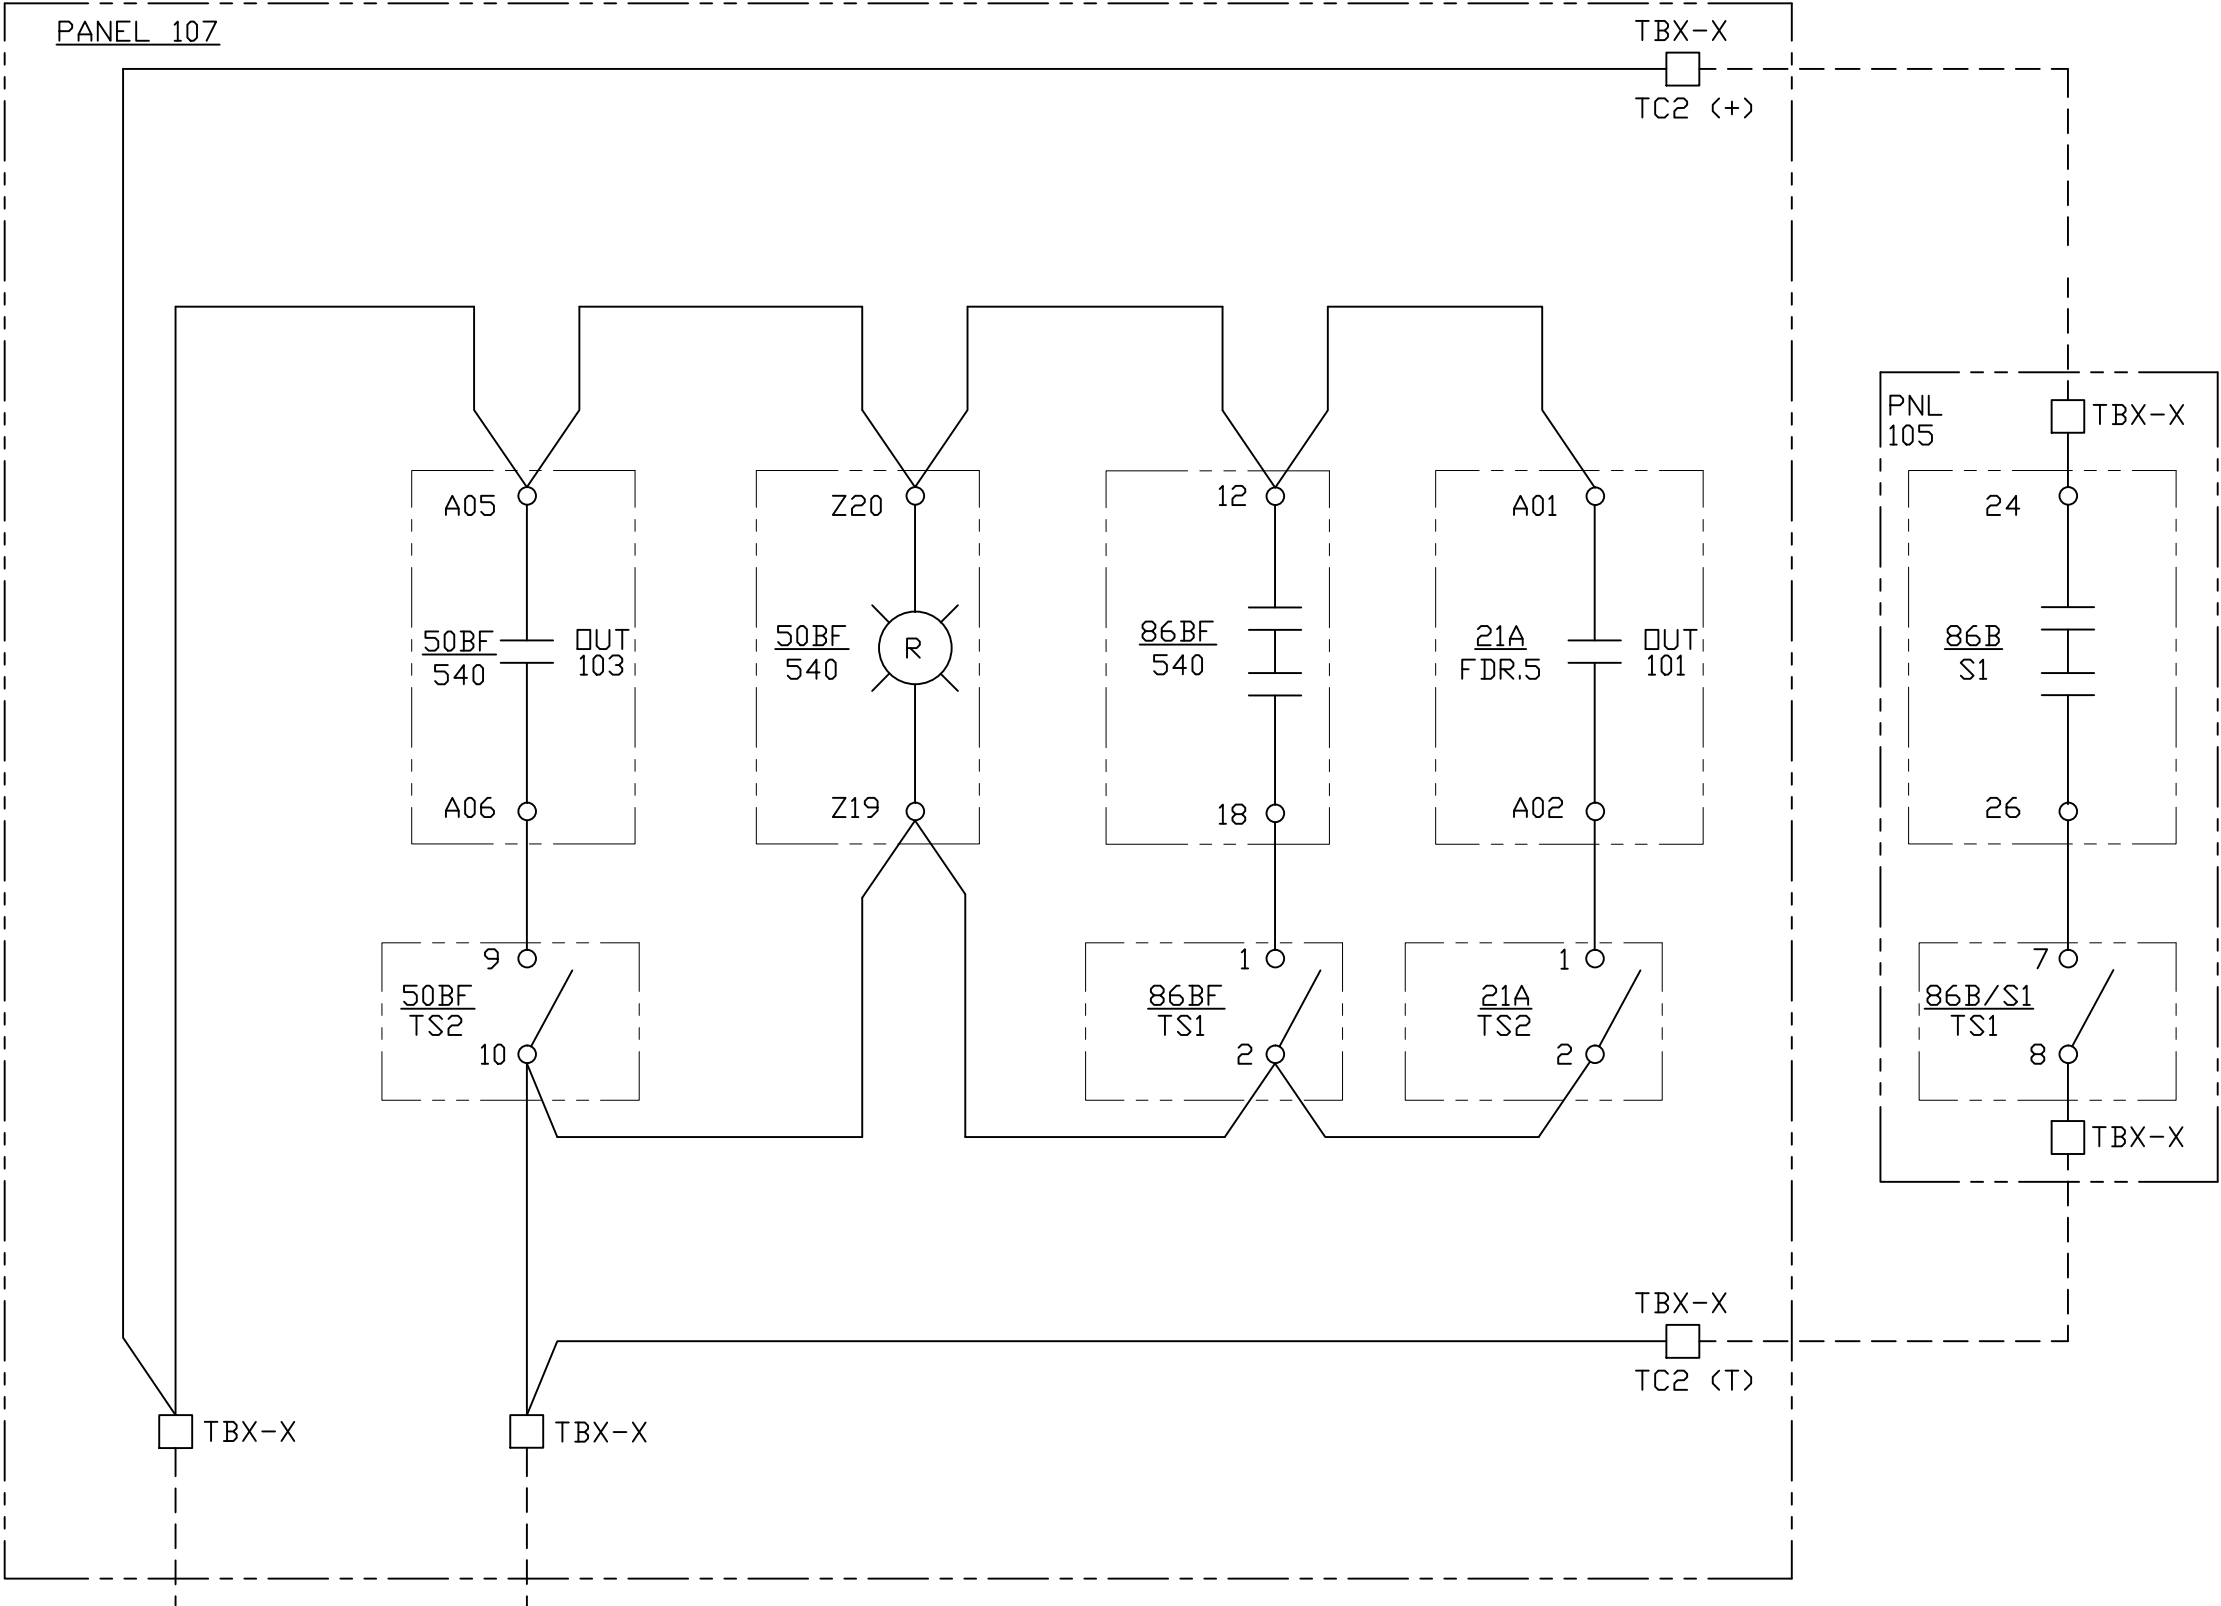 PANEL 107
TBX-X
TC2 (+)
PNL
105
TBX-X
A05
Z20
12
A01
24
50BF
540
OUT
103
50BF
540
R
86BF
540
21A
FDR.5
OUT
101
86B
S1
A06
Z19
18
A02
26
9
1
1
7
50BF
TS2
86BF
TS1
21A
TS2
86B/S1
TS1
10
2
2
8
TBX-X
TBX-X
TC2 (T)
TBX-X
TBX-X